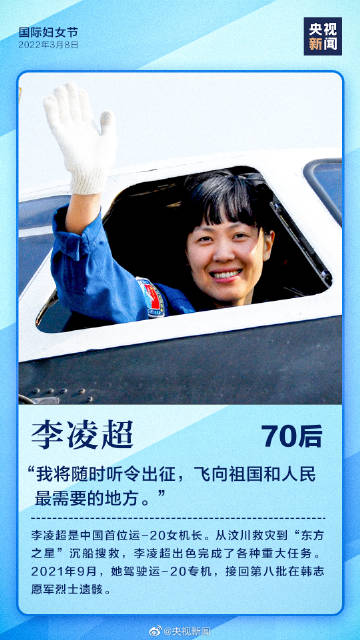 国际妇女节
2022年3月8日
央视
新闻
李凌超
70后
“我将随时听令出征，飞向祖国和人民
最需要的地方。”
李凌超是中国首位运-20女机长。从汶川救灾到“东方
之星”沉船搜救，李凌超出色完成了各种重大任务。
2021年9月，她驾驶运-20专机，接回第八批在韩志
愿军烈士遗骸。
@央视新闻